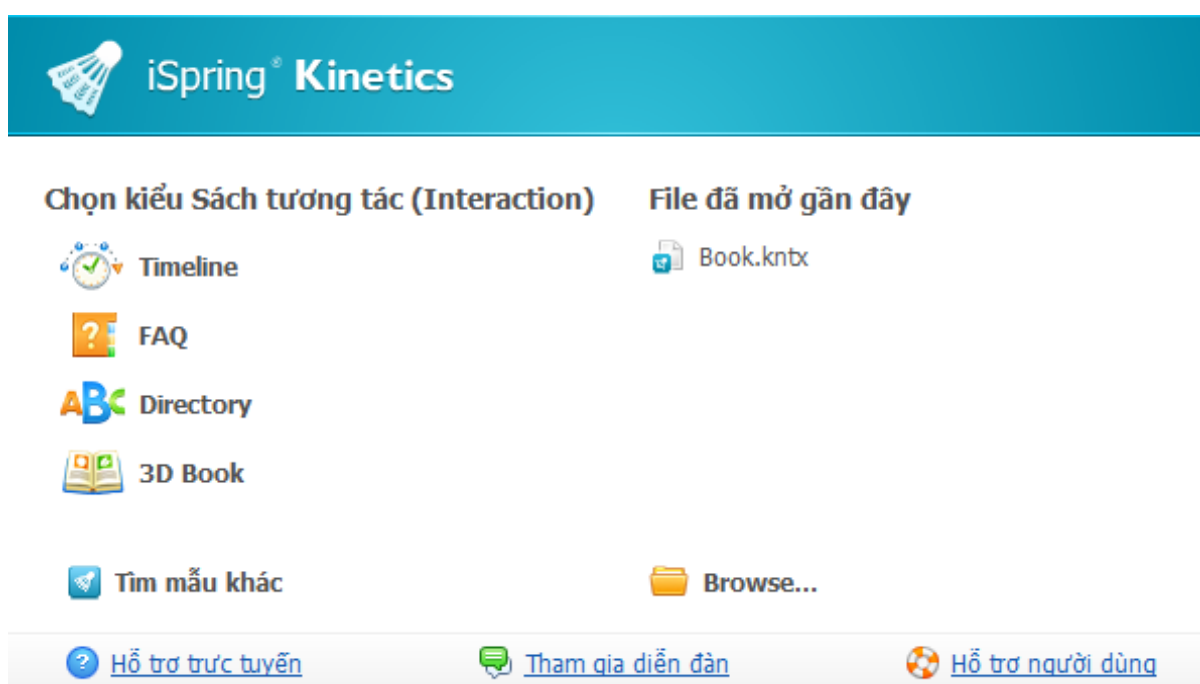 iSpring® Kinetics
Chọn kiểu Sách tương tác (Interaction)
Timeline
FAQ
ABC Directory
3D Book
Tìm mẫu khác
File đã mở gần đây
Book.kntx
Browse...
Hỗ trợ trực tuyến
Tham gia diễn đàn
Hỗ trợ người dùng